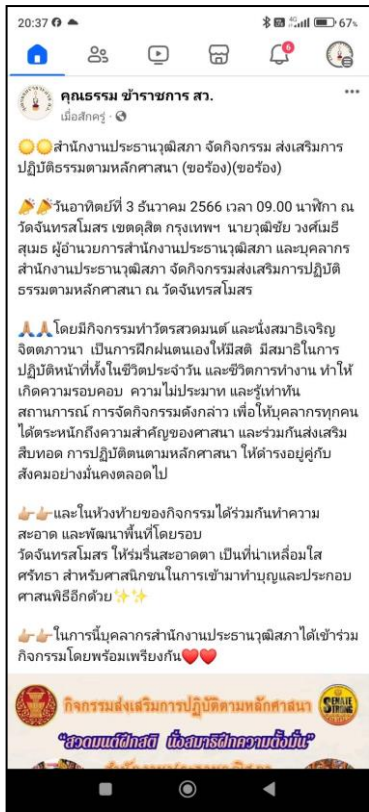 20:37
4G
67%
6
คุณธรรม ข้าราชการ สว.
เมื่อสักครู่ ·
สำนักงานประธานวุฒิสภา จัดกิจกรรม ส่งเสริมการ
ปฏิบัติธรรมตามหลักศาสนา (ขอร้อง)(ขอร้อง)
วันอาทิตย์ที่ 3 ธันวาคม 2566 เวลา 09.00 นาฬิกา ณ
วัดจันทรสโมสร เขตดุสิต กรุงเทพฯ นายวุฒิชัย วงศ์เมธี
สุเมธ ผู้อำนวยการสำนักงานประธานวุฒิสภา และบุคลากร
สำนักงานประธานวุฒิสภา จัดกิจกรรมส่งเสริมการปฏิบัติ
ธรรมตามหลักศาสนา ณ วัดจันทรสโมสร
🙏🙏โดยมีกิจกรรมทำวัตรสวดมนต์ และนั่งสมาธิเจริญ
จิตตภาวนา เป็นการฝึกฝนตนเองให้มีสติ มีสมาธิในการ
ปฏิบัติหน้าที่ทั้งในชีวิตประจำวัน และชีวิตการทำงาน ทำให้
เกิดความรอบคอบ ความไม่ประมาท และรู้เท่าทัน
สถานการณ์ การจัดกิจกรรมดังกล่าว เพื่อให้บุคลากรทุกคน
ได้ตระหนักถึงความสำคัญของศาสนา และร่วมกันส่งเสริม
สืบทอด การปฏิบัติตนตามหลักศาสนา ให้ดำรงอยู่คู่กับ
สังคมอย่างมั่นคงตลอดไป
👉👉และในห้วงท้ายของกิจกรรมได้ร่วมกันทำความ
สะอาด และพัฒนาพื้นที่โดยรอบ
วัดจันทรสโมสร ให้ร่มรื่นสะอาดตา เป็นที่น่าเหลื่อมใส
ศรัทธา สำหรับศาสนิกชนในการเข้ามาทำบุญและประกอบ
ศาสนพิธีอีกด้วย✨✨
👉👉ในการนี้บุคลากรสำนักงานประธานวุฒิสภาได้เข้าร่วม
กิจกรรมโดยพร้อมเพรียงกัน❤️❤️
กิจกรรมส่งเสริมการปฏิบัติตามหลักศาสนา
SENATE STRONG
"สวดมนต์ฝึกสติ นั่งสมาธิฝึกความตั้งมั่น"